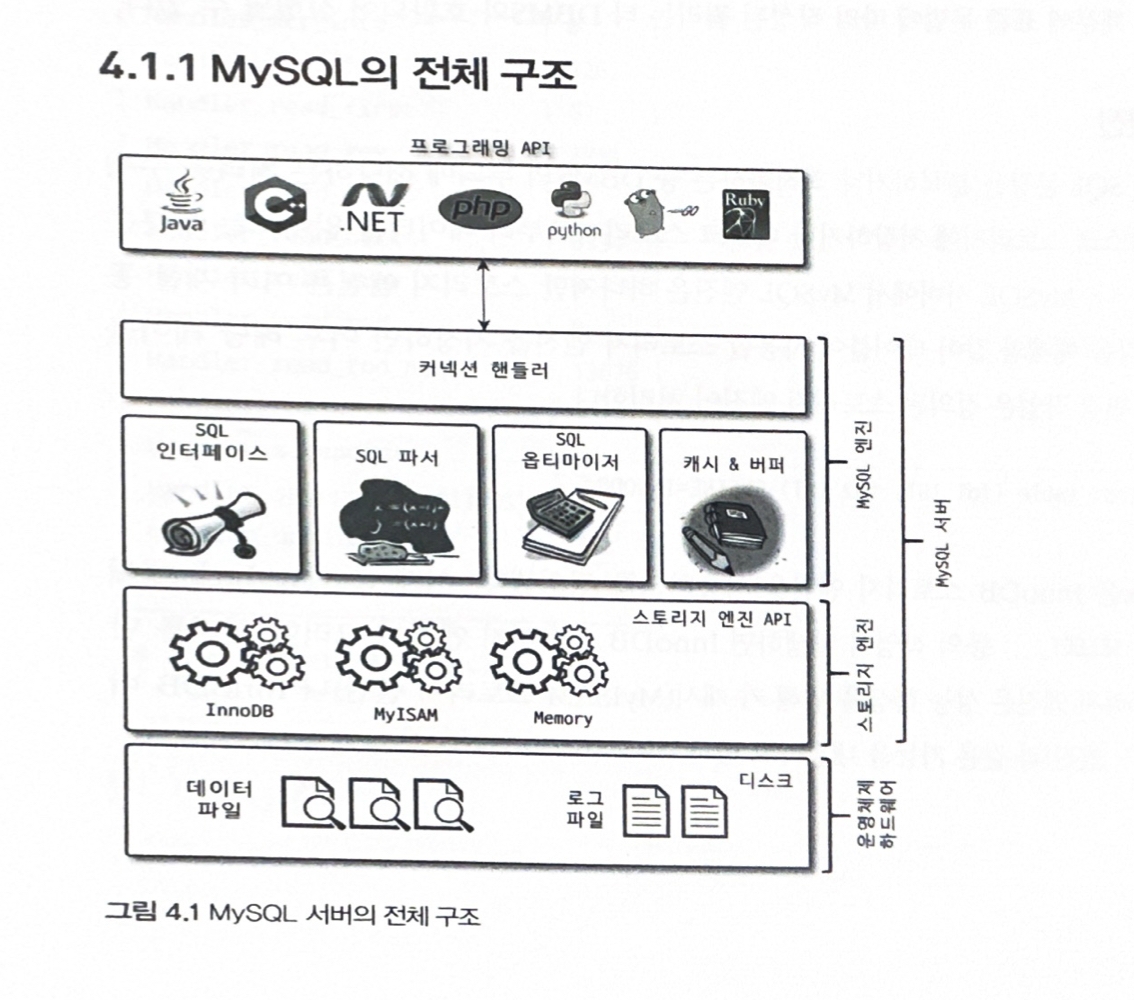 4.1.1 MySQL의 전체 구조
프로그래밍 API
Java
C
.NET
php
python
GO
Ruby
커넥션 핸들러
SQL
인터페이스
SQL 파서
SQL
옵티마이저
캐시 & 버퍼
MySQL 엔진
MySQL 서버
스토리지 엔진 API
InnoDB
MyISAM
Memory
스토리지 엔진
데이터
파일
로그
파일
디스크
운영체제
하드웨어
그림 4.1 MySQL 서버의 전체 구조